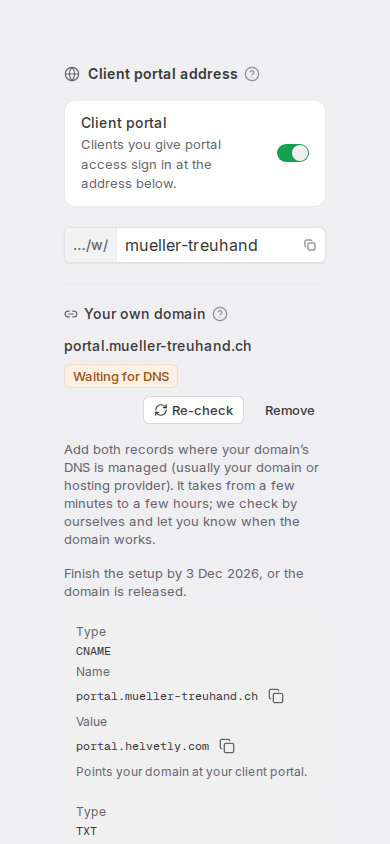 Client portal address
Client portal
Clients you give portal
access sign in at the
address below.
.../w/ mueller-treuhand
Your own domain
portal.mueller-treuhand.ch
Waiting for DNS
Re-check Remove
Add both records where your domain’s
DNS is managed (usually your domain or
hosting provider). It takes from a few
minutes to a few hours; we check by
ourselves and let you know when the
domain works.
Finish the setup by 3 Dec 2026, or the
domain is released.
Type
CNAME
Name
portal.mueller-treuhand.ch
Value
portal.helvetly.com
Points your domain at your client portal.
Type
TXT